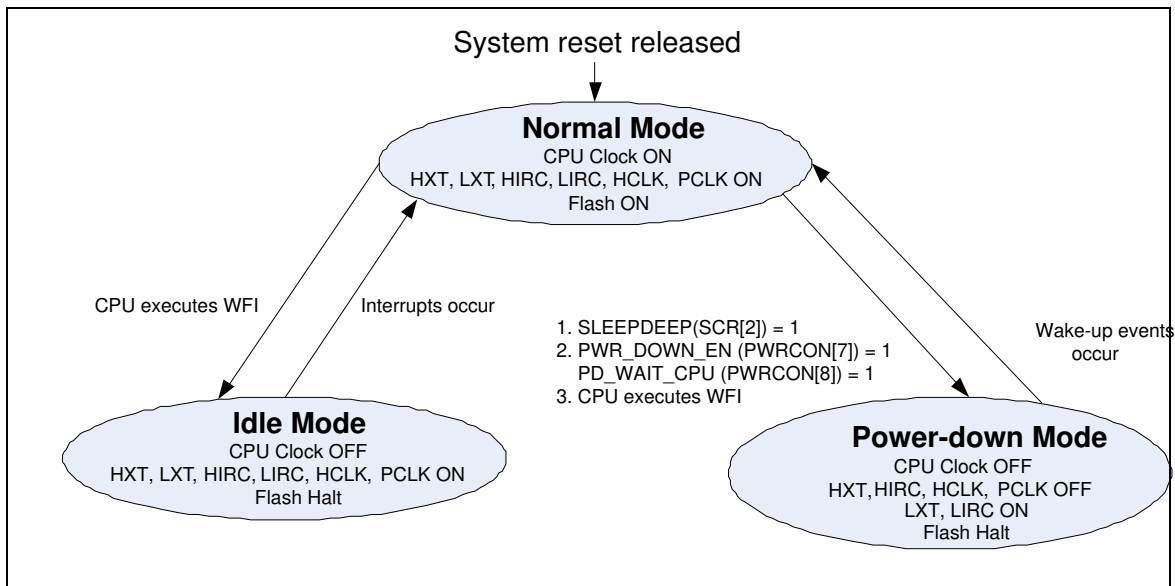 System reset released
Normal Mode
CPU Clock ON
HXT, LXT, HIRC, LIRC, HCLK, PCLK ON
Flash ON
CPU executes WFI
Interrupts occur
1. SLEEPDEEP(SCR[2]) = 1
2. PWR_DOWN_EN (PWRCON[7]) = 1
PD_WAIT_CPU (PWRCON[8]) = 1
3. CPU executes WFI
Wake-up events
occur
Idle Mode
CPU Clock OFF
HXT, LXT, HIRC, LIRC, HCLK, PCLK ON
Flash Halt
Power-down Mode
CPU Clock OFF
HXT, HIRC, HCLK, PCLK OFF
LXT, LIRC ON
Flash Halt